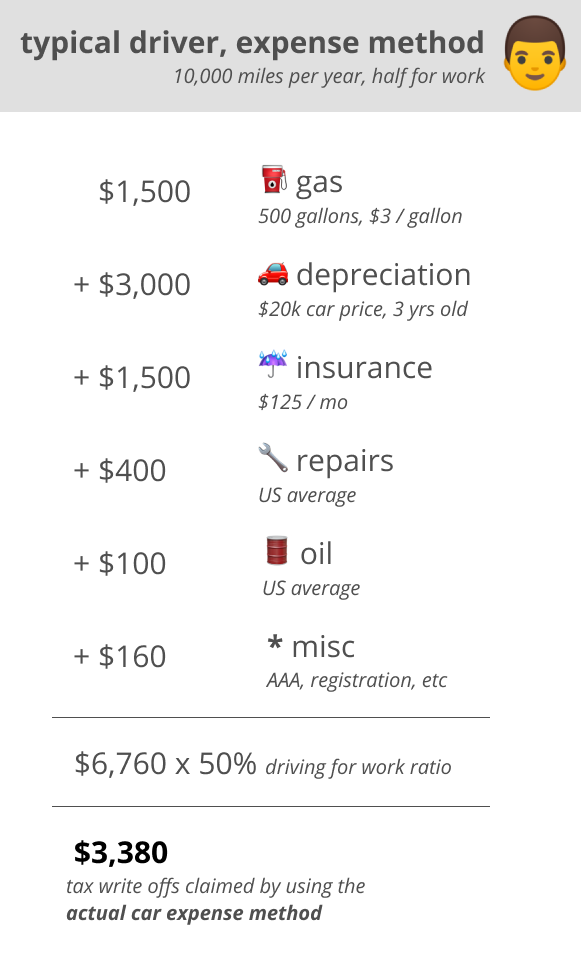 typical driver, expense method
10,000 miles per year, half for work
$1,500
gas
500 gallons, $3 / gallon
+ $3,000
depreciation
$20k car price, 3 yrs old
+ $1,500
insurance
$125 / mo
+ $400
repairs
US average
+ $100
oil
US average
+ $160
* misc
AAA, registration, etc
$6,760 x 50% driving for work ratio
$3,380
tax write offs claimed by using the
actual car expense method